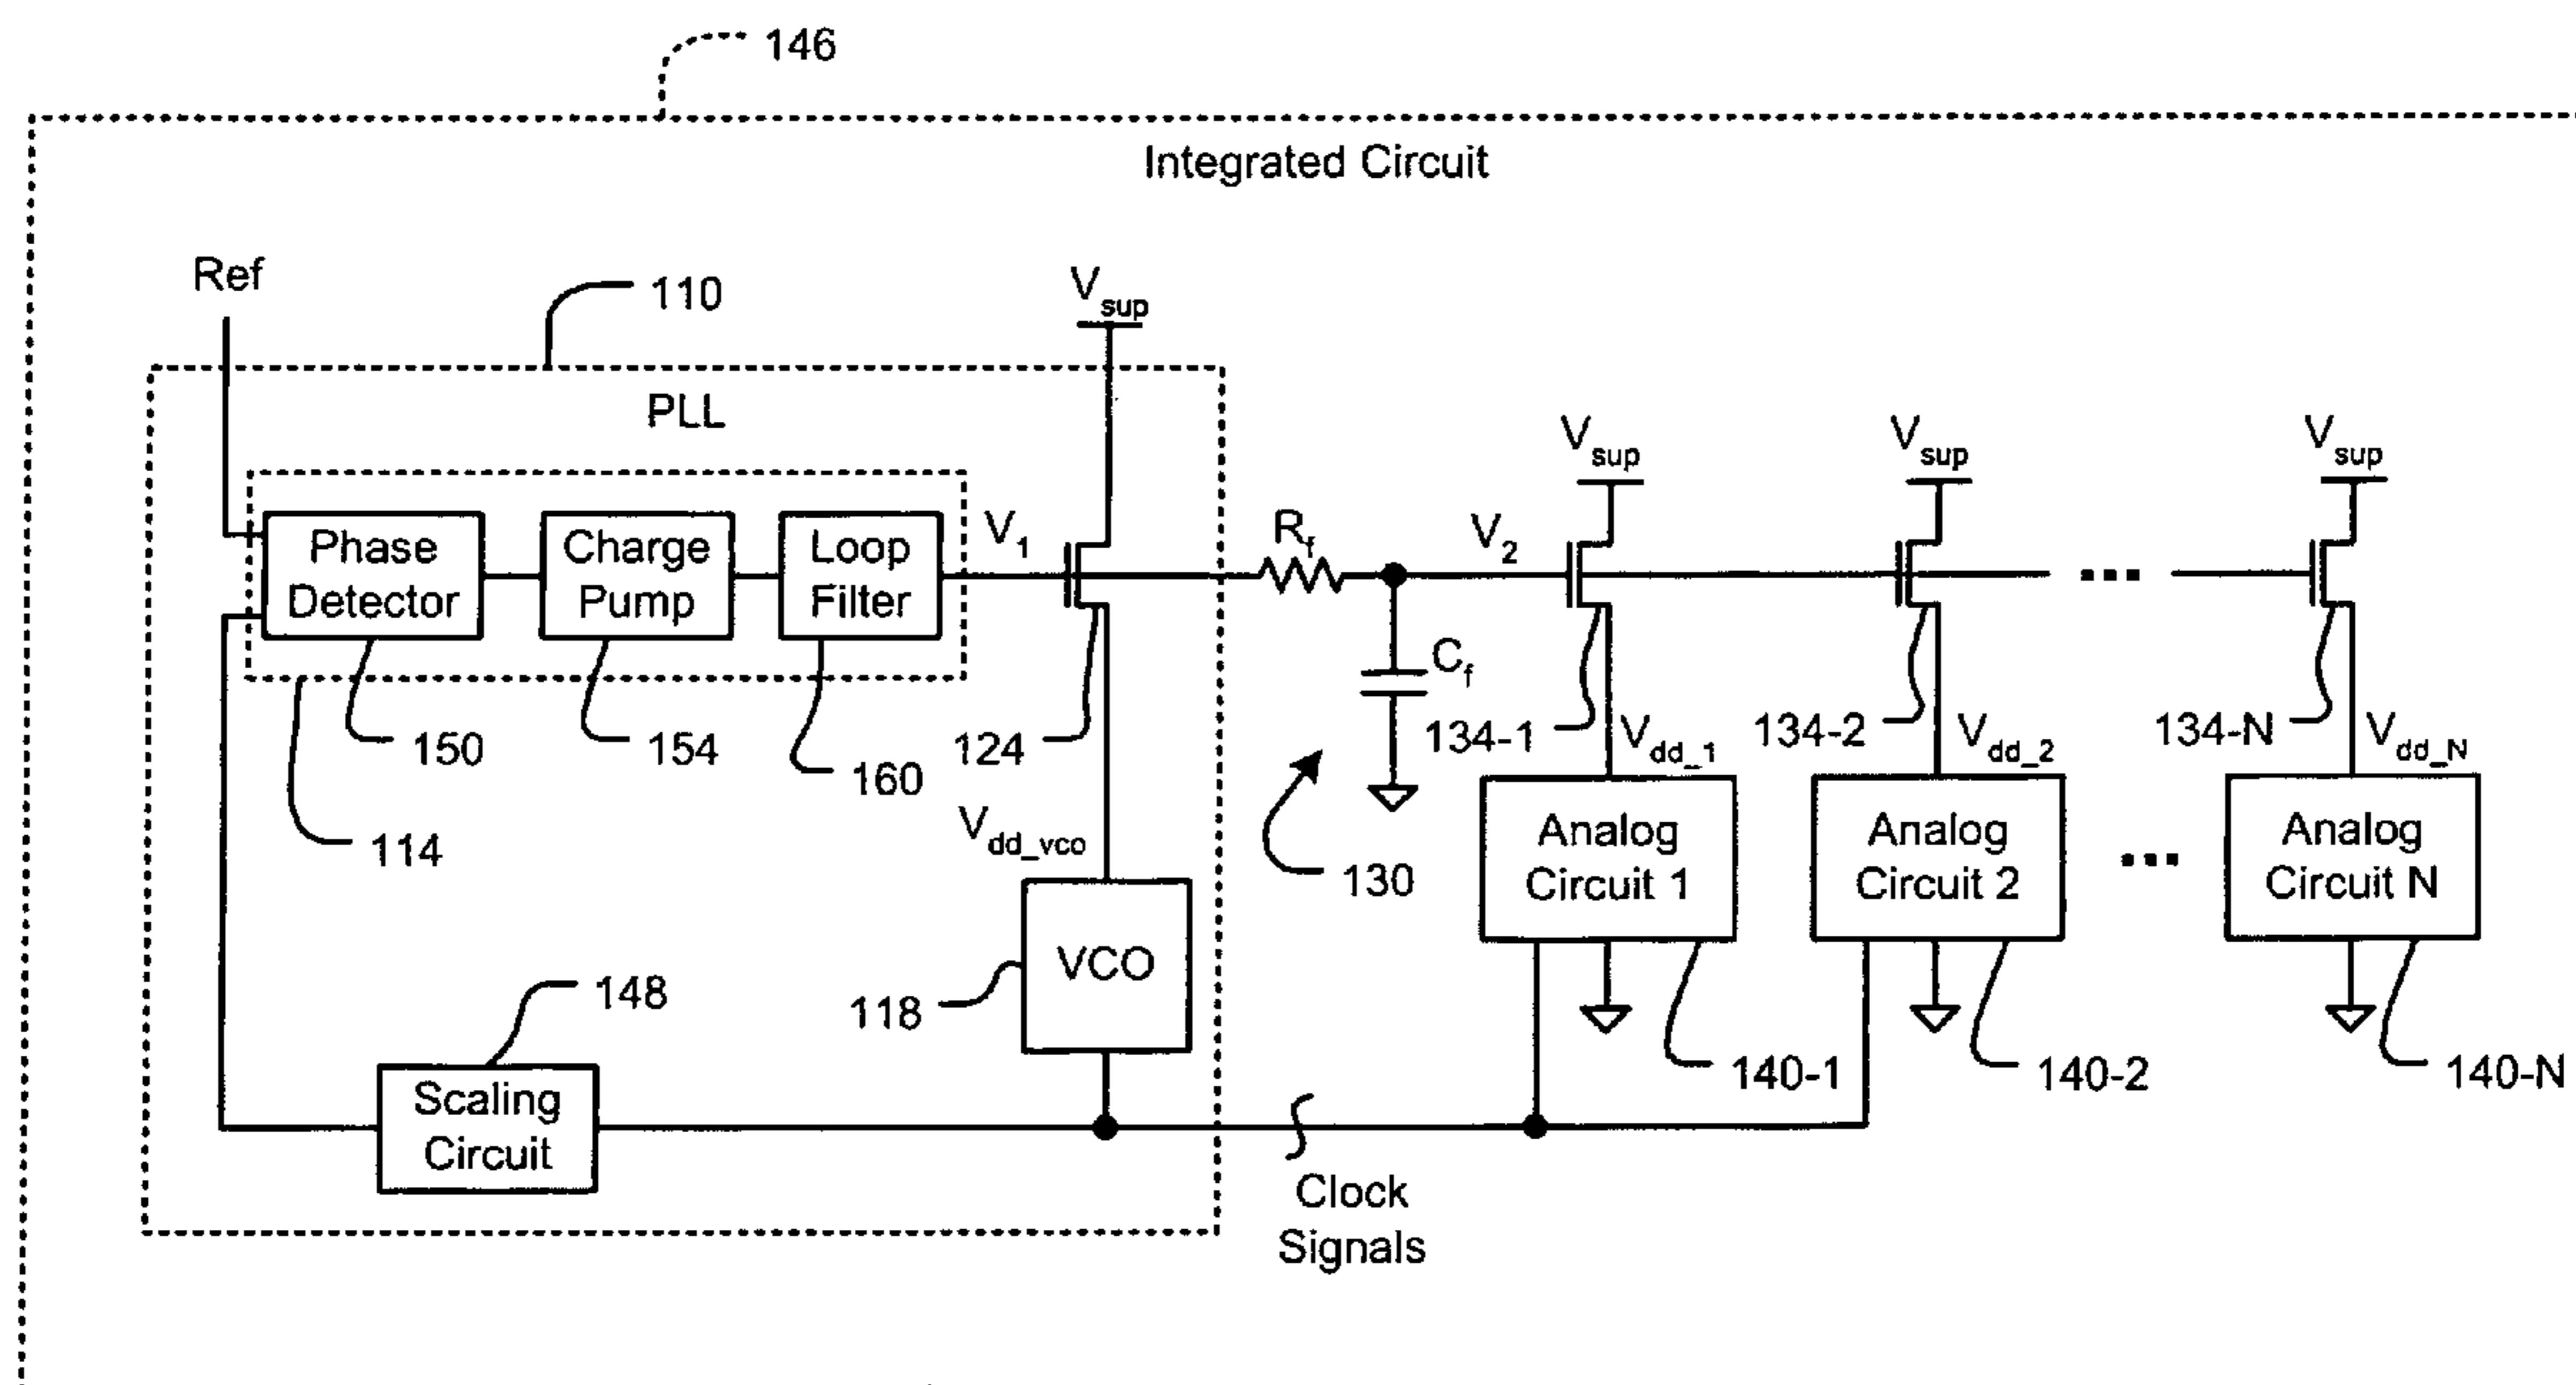 146
Integrated Circuit
Ref
110
V_sup
PLL
V_sup
V_sup
V_sup
Phase
Detector
Charge
Pump
Loop
Filter
V_1
R_f
V_2
...
C_f
150
154
160
124
134-1
V_dd_1
134-2
V_dd_2
134-N
V_dd_N
114
V_dd_vco
130
Analog
Circuit 1
Analog
Circuit 2
...
Analog
Circuit N
VCO
118
148
140-1
140-2
140-N
Scaling
Circuit
Clock
Signals